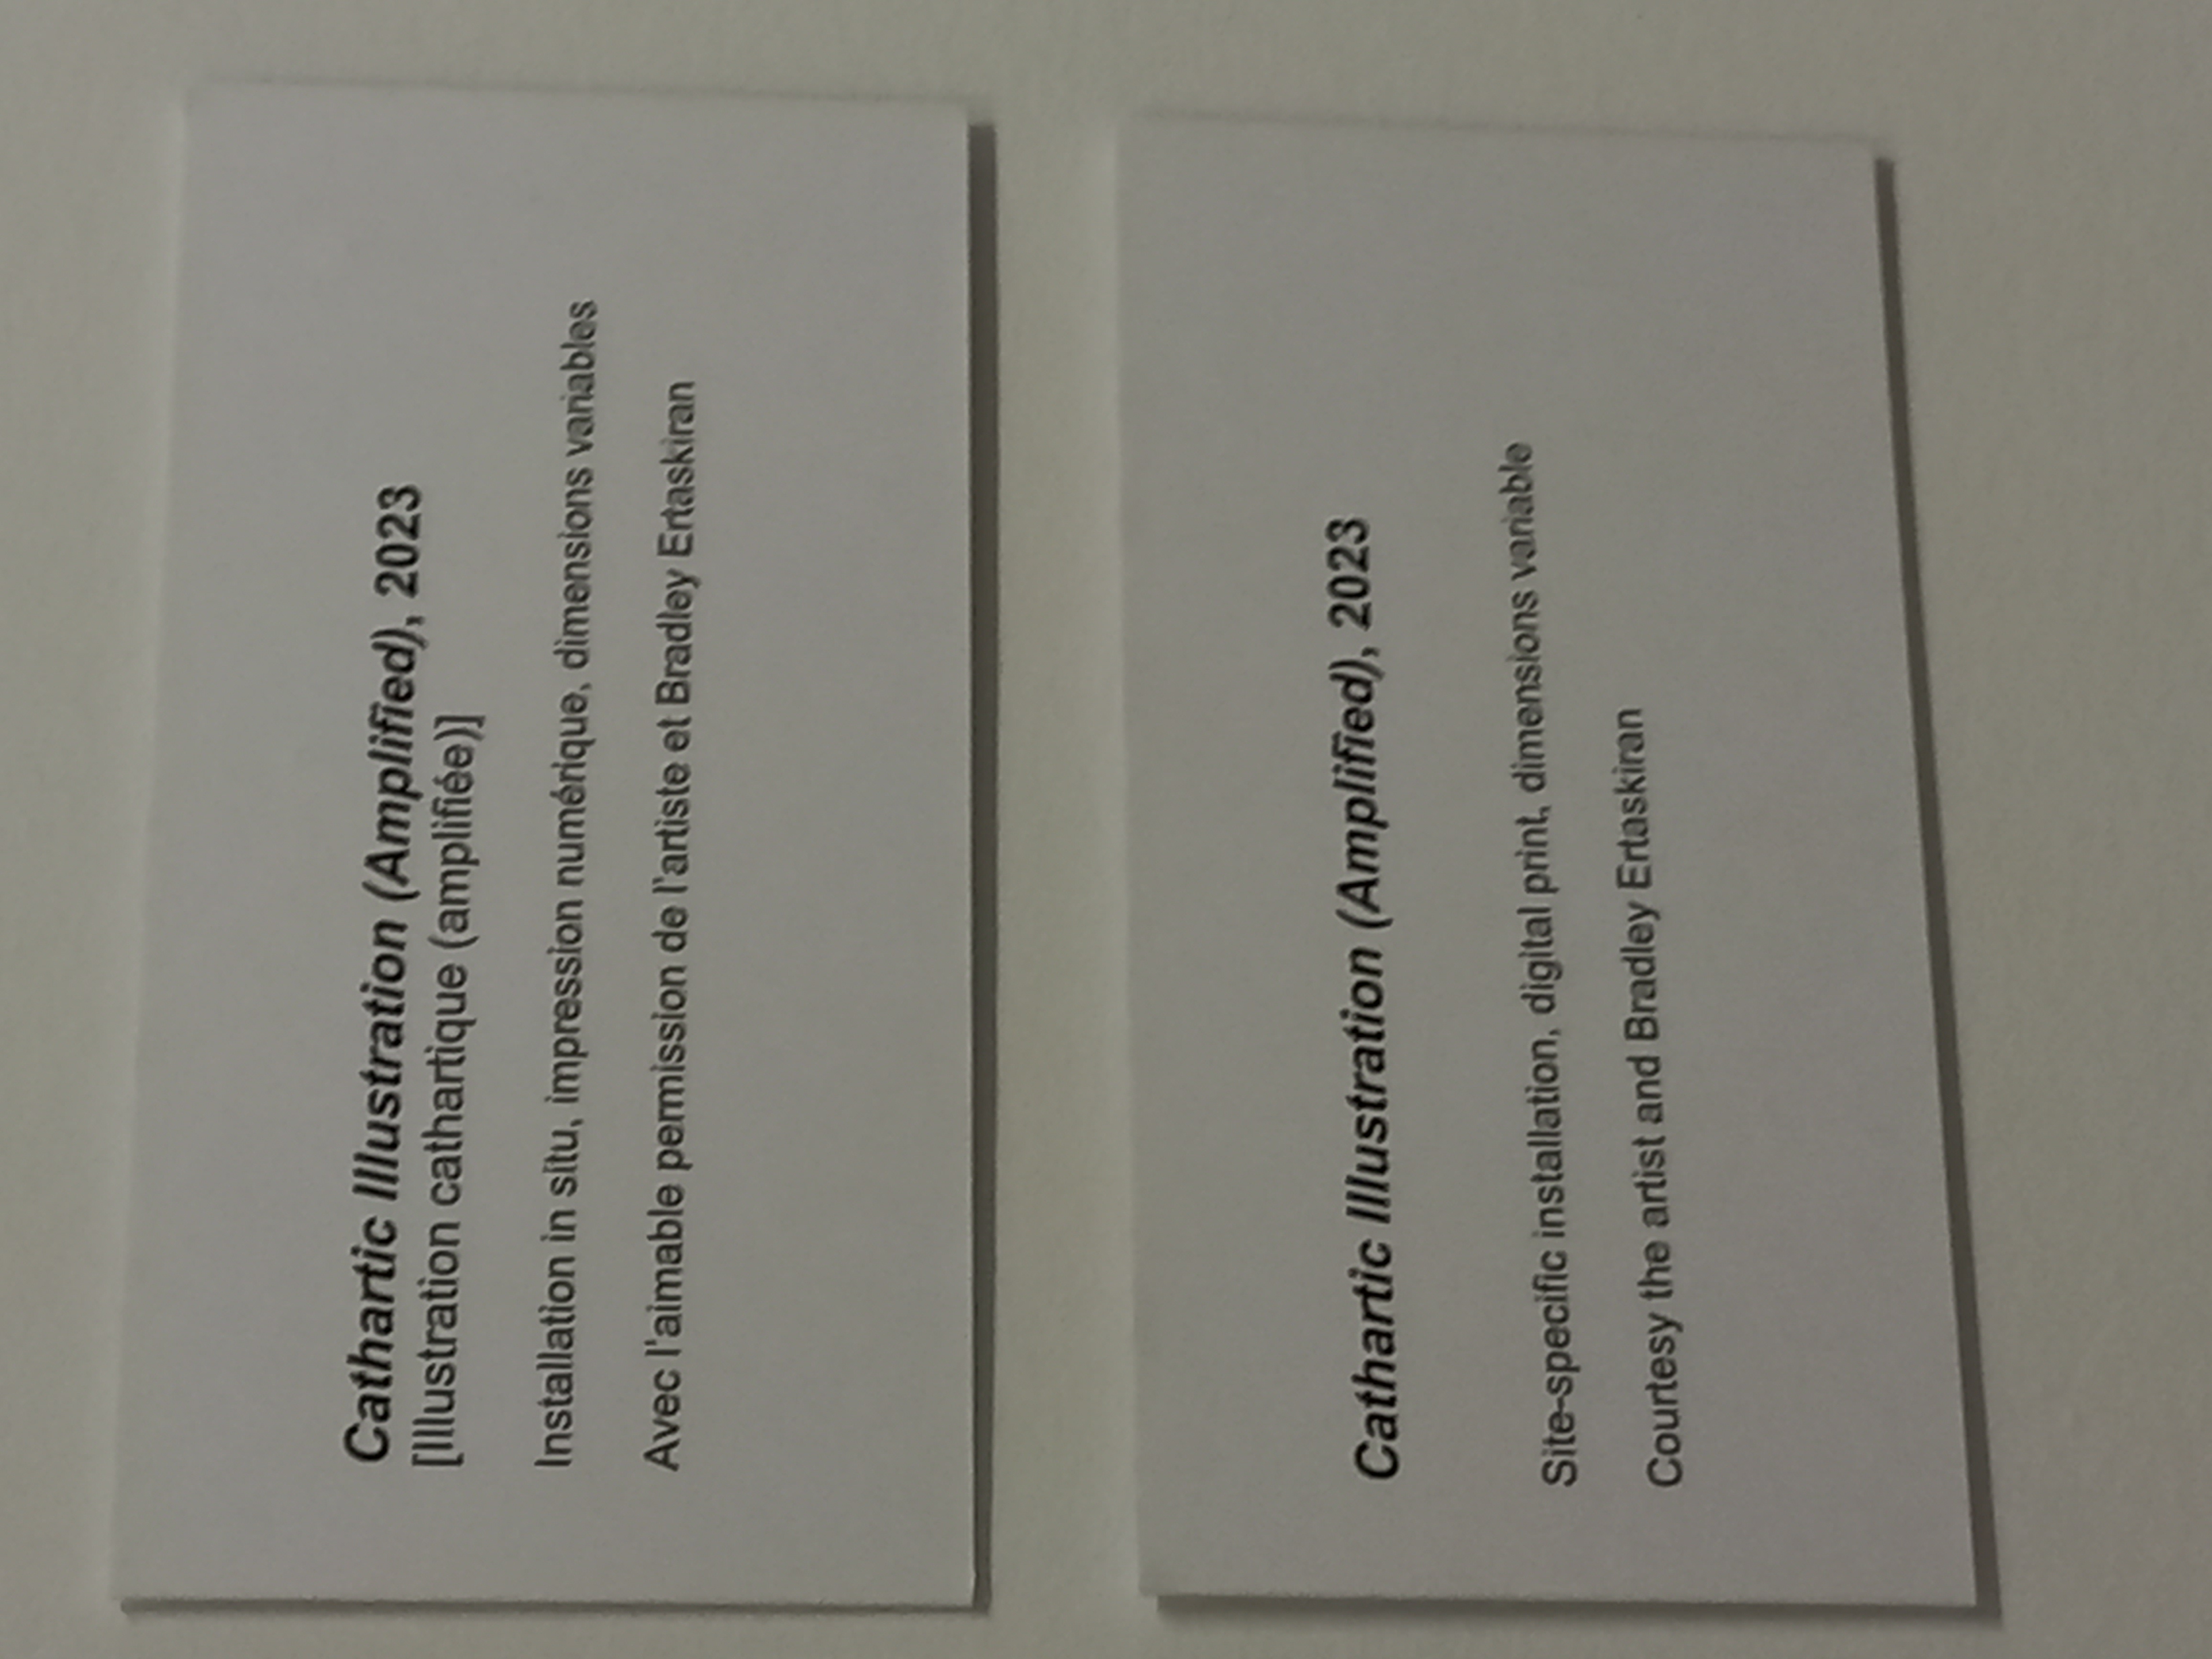 Cathartic Illustration (Amplified), 2023
[Illustration cathartique (amplifiée)]
Installation in situ, impression numérique, dimensions variables
Avec l'aimable permission de l'artiste et Bradley Ertaskiran
Cathartic Illustration (Amplified), 2023
Site-specific installation, digital print, dimensions variable
Courtesy the artist and Bradley Ertaskiran